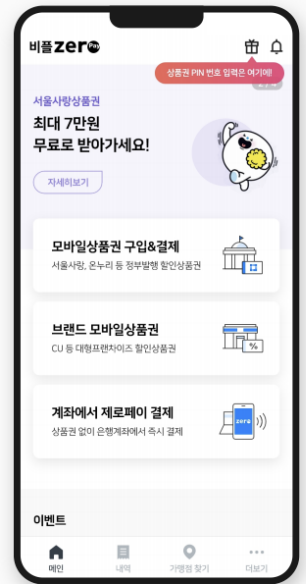 비플zero Pay
상품권 PIN 번호 입력은 여기에!
서울사랑상품권
최대 7만원
무료로 받아가세요!
자세히보기
모바일상품권 구입&결제
서울사랑, 온누리 등 정부발행 할인상품권
브랜드 모바일상품권
CU 등 대형프랜차이즈 할인상품권
%
계좌에서 제로페이 결제
상품권 없이 은행계좌에서 즉시 결제
zero
이벤트
메인
내역
가맹점 찾기
더보기